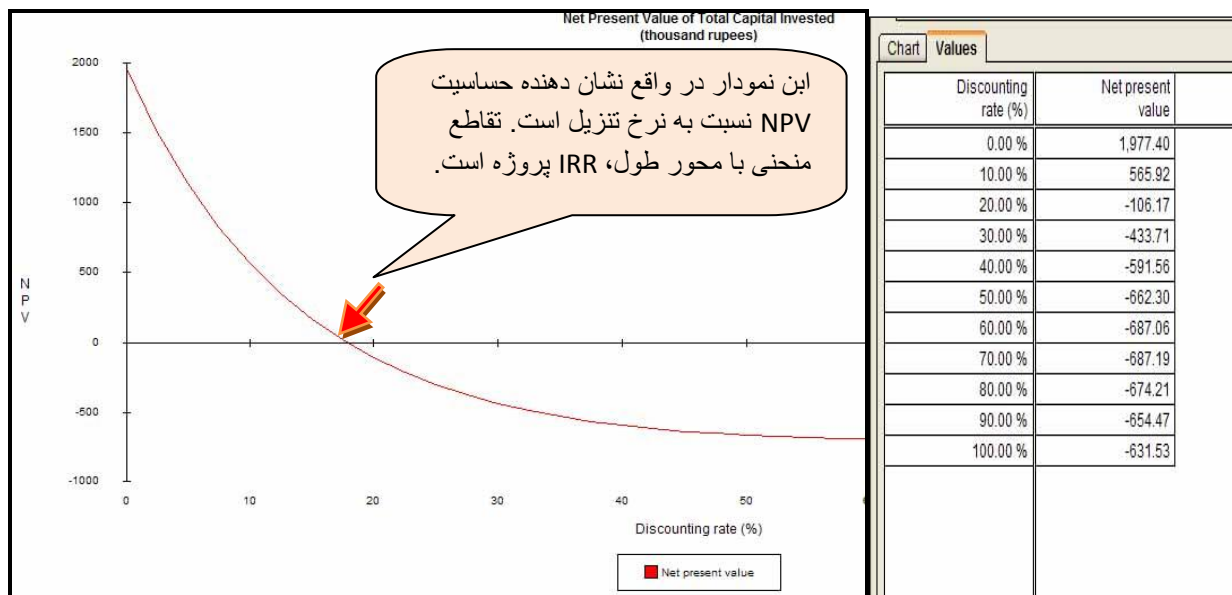 Net Present Value of Total Capital Invested
(thousand rupees)
ابن نمودار در واقع نشان دهنده حساسیت
NPV نسبت به نرخ تنزیل است. تقاطع
منحنی با محور طول، IRR پروژه است.
2000
1500
1000
500
0
-500
-1000
N
P
V
0 10 20 30 40 50
Discounting rate (%)
Net present value
Chart Values
Discounting Net present
rate (%) value
0.00 % 1,977.40
10.00 % 565.92
20.00 % -106.17
30.00 % -433.71
40.00 % -591.56
50.00 % -662.30
60.00 % -687.06
70.00 % -687.19
80.00 % -674.21
90.00 % -654.47
100.00 % -631.53